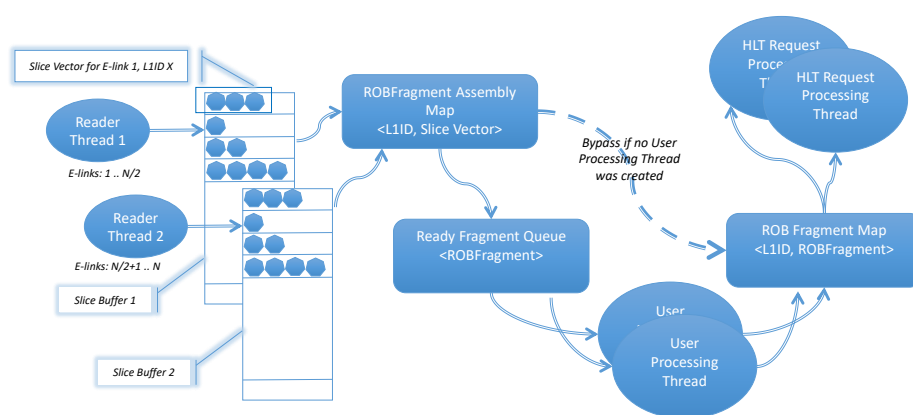 Slice Vector for E-link 1, L1ID X
Reader
Thread 1
E-links: 1 .. N/2
Reader
Thread 2
E-links: N/2+1 .. N
Slice Buffer 1
Slice Buffer 2
ROBFragment Assembly
Map
<L1ID, Slice Vector>
Bypass if no User
Processing Thread
was created
Ready Fragment Queue
<ROBFragment>
User
User
Processing
Thread
HLT Request
HLT Request
Processing
Thread
ROB Fragment Map
<L1ID, ROBFragment>